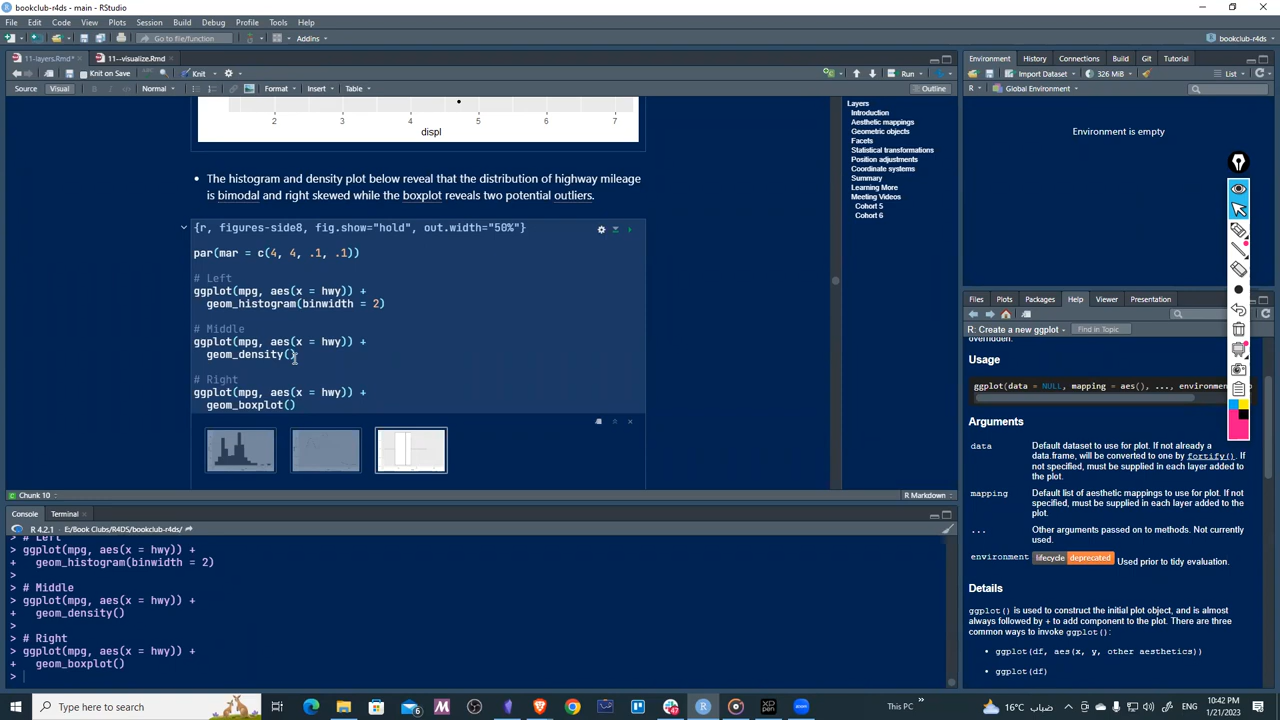 bookclub-r4ds - main - RStudio
File Edit Code View Plots Session Build Debug Profile Tools Help
Go to file/function Addins bookclub-r4ds
11-layers.Rmd* 11--visualize.Rmd
Knit on Save Knit Run
Source Visual B I Normal Format Insert Table Outline
2 3 4 5 6 7
displ
• The histogram and density plot below reveal that the distribution of highway mileage
is bimodal and right skewed while the boxplot reveals two potential outliers.
{r, figures-side8, fig.show="hold", out.width="50%"}
par(mar = c(4, 4, .1, .1))
# Left
ggplot(mpg, aes(x = hwy)) +
geom_histogram(binwidth = 2)
# Middle
ggplot(mpg, aes(x = hwy)) +
geom_density()
# Right
ggplot(mpg, aes(x = hwy)) +
geom_boxplot()
Chunk 10 R Markdown
Layers
Introduction
Aesthetic mappings
Geometric objects
Facets
Statistical transformations
Position adjustments
Coordinate systems
Summary
Learning More
Meeting Videos
Cohort 5
Cohort 6
Console Terminal
R 4.2.1 · E:/Book Clubs/R4DS/bookclub-r4ds/
> # Left
> ggplot(mpg, aes(x = hwy)) +
+ geom_histogram(binwidth = 2)
>
> # Middle
> ggplot(mpg, aes(x = hwy)) +
+ geom_density()
>
> # Right
> ggplot(mpg, aes(x = hwy)) +
+ geom_boxplot()
>
Environment History Connections Build Git Tutorial
Import Dataset 326 MiB List
R Global Environment
Environment is empty
Files Plots Packages Help Viewer Presentation
R: Create a new ggplot Find in Topic
overridden.
Usage
ggplot(data = NULL, mapping = aes(), ..., environment
Arguments
data Default dataset to use for plot. If not already a
data.frame, will be converted to one by fortify(). If
not specified, must be supplied in each layer added to
the plot.
mapping Default list of aesthetic mappings to use for plot. If not
specified, must be supplied in each layer added to the
plot.
... Other arguments passed on to methods. Not currently
used.
environment lifecycle deprecated Used prior to tidy evaluation.
Details
ggplot() is used to construct the initial plot object, and is almost
always followed by + to add component to the plot. There are three
common ways to invoke ggplot():
• ggplot(df, aes(x, y, other aesthetics))
• ggplot(df)
Type here to search This PC 16°C ضباب 10:42 PM
1/21/2023